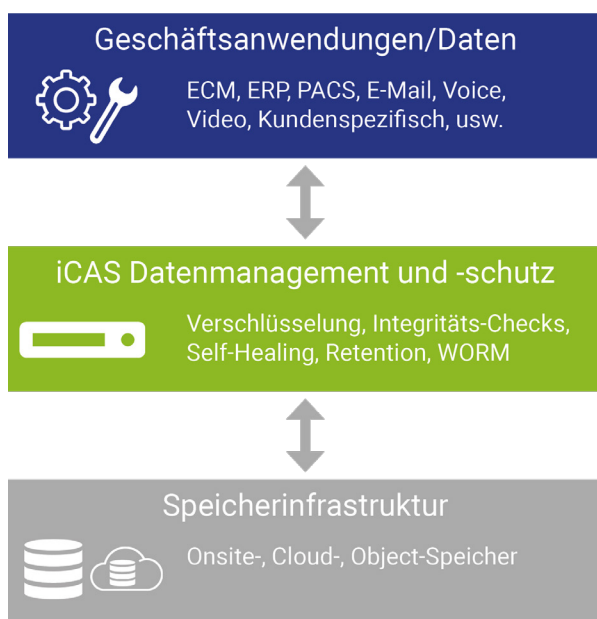 Geschäftsanwendungen/Daten
ECM, ERP, PACS, E-Mail, Voice,
Video, Kundenspezifisch, usw.
iCAS Datenmanagement und -schutz
Verschlüsselung, Integritäts-Checks,
Self-Healing, Retention, WORM
Speicherinfrastruktur
Onsite-, Cloud-, Object-Speicher